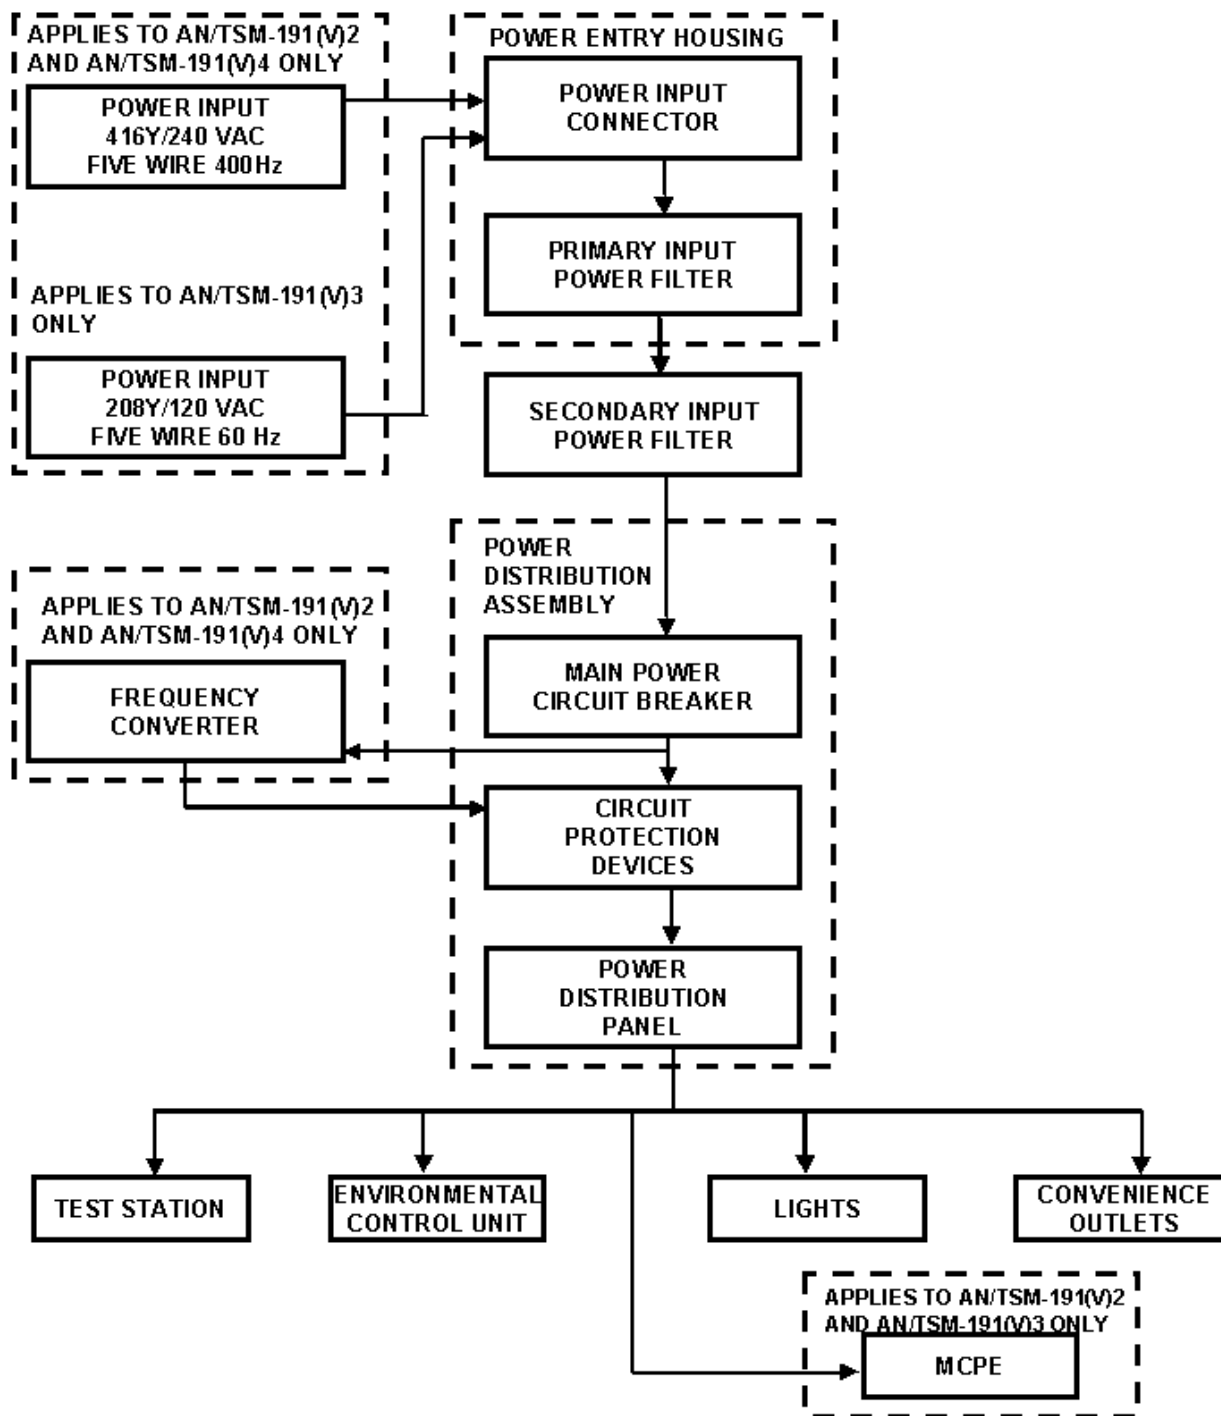 APPLIES TO AN/TSM-191(V)2
AND AN/TSM-191(V)4 ONLY
POWER INPUT
416Y/240 VAC
FIVE WIRE 400Hz
APPLIES TO AN/TSM-191(V)3
ONLY
POWER INPUT
208Y/120 VAC
FIVE WIRE 60 Hz
POWER ENTRY HOUSING
POWER INPUT
CONNECTOR
PRIMARY INPUT
POWER FILTER
SECONDARY INPUT
POWER FILTER
POWER
DISTRIBUTION
ASSEMBLY
MAIN POWER
CIRCUIT BREAKER
APPLIES TO AN/TSM-191(V)2
AND AN/TSM-191(V)4 ONLY
FREQUENCY
CONVERTER
CIRCUIT
PROTECTION
DEVICES
POWER
DISTRIBUTION
PANEL
TEST STATION
ENVIRONMENTAL
CONTROL UNIT
LIGHTS
CONVENIENCE
OUTLETS
APPLIES TO AN/TSM-191(V)2
AND AN/TSM-191(V)3 ONLY
MCPE